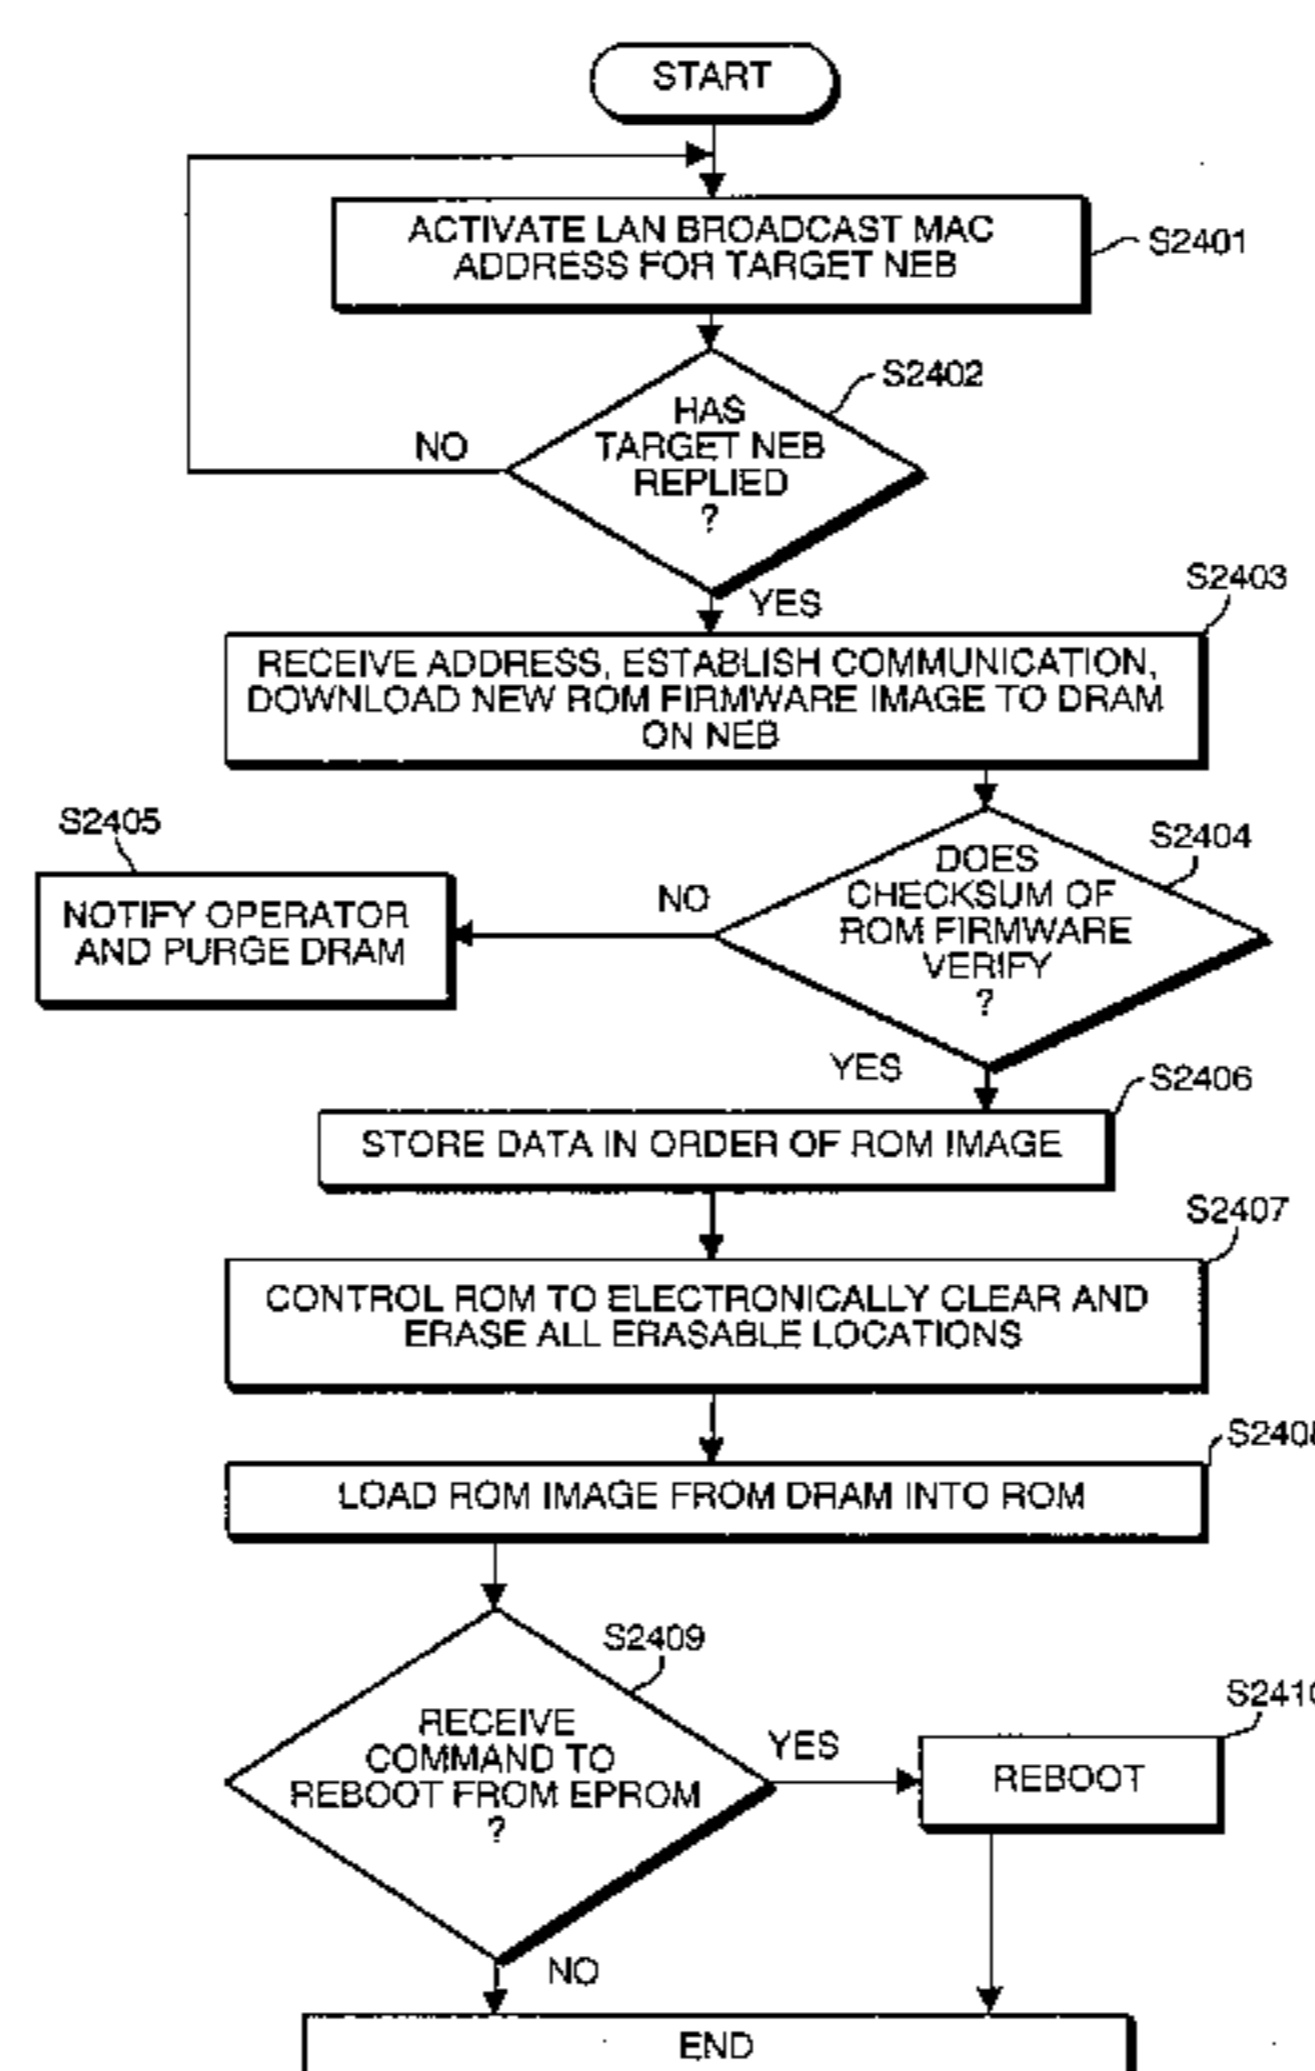 START
ACTIVATE LAN BROADCAST MAC
ADDRESS FOR TARGET NEB
S2401
S2402
HAS
TARGET NEB
REPLIED
?
NO
YES
S2403
RECEIVE ADDRESS, ESTABLISH COMMUNICATION,
DOWNLOAD NEW ROM FIRMWARE IMAGE TO DRAM
ON NEB
S2405
NOTIFY OPERATOR
AND PURGE DRAM
NO
S2404
DOES
CHECKSUM OF
ROM FIRMWARE
VERIFY
?
YES
S2406
STORE DATA IN ORDER OF ROM IMAGE
S2407
CONTROL ROM TO ELECTRONICALLY CLEAR AND
ERASE ALL ERASABLE LOCATIONS
S2408
LOAD ROM IMAGE FROM DRAM INTO ROM
S2409
RECEIVE
COMMAND TO
REBOOT FROM EPROM
?
YES
S2410
REBOOT
NO
END